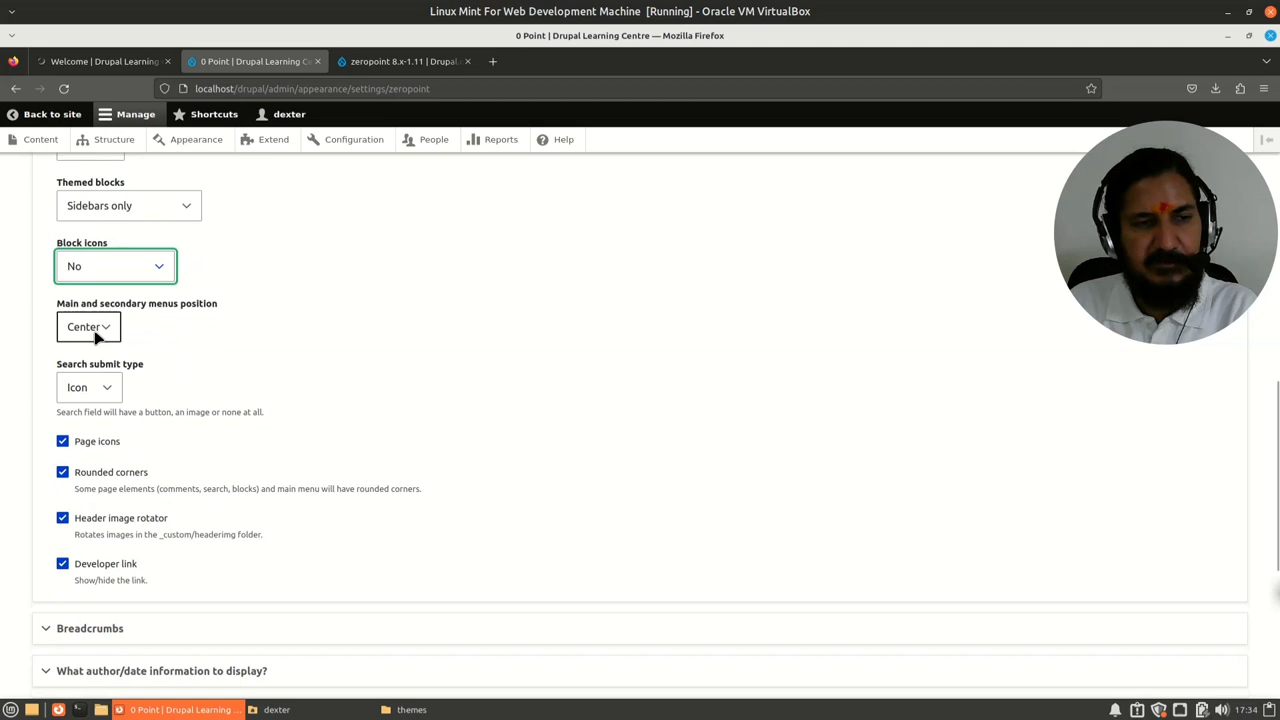 Linux Mint For Web Development Machine [Running] - Oracle VM VirtualBox
0 Point | Drupal Learning Centre — Mozilla Firefox
Welcome | Drupal Learning
0 Point | Drupal Learning Ce
zeropoint 8.x-1.11 | Drupal.
localhost/drupal/admin/appearance/settings/zeropoint
Back to site
Manage
Shortcuts
dexter
Content
Structure
Appearance
Extend
Configuration
People
Reports
Help
Themed blocks
Sidebars only
Block icons
No
Main and secondary menus position
Center
Search submit type
Icon
Search field will have a button, an image or none at all.
Page icons
Rounded corners
Some page elements (comments, search, blocks) and main menu will have rounded corners.
Header image rotator
Rotates images in the _custom/headerimg folder.
Developer link
Show/hide the link.
Breadcrumbs
What author/date information to display?
0 Point | Drupal Learning ...
dexter
themes
17:34